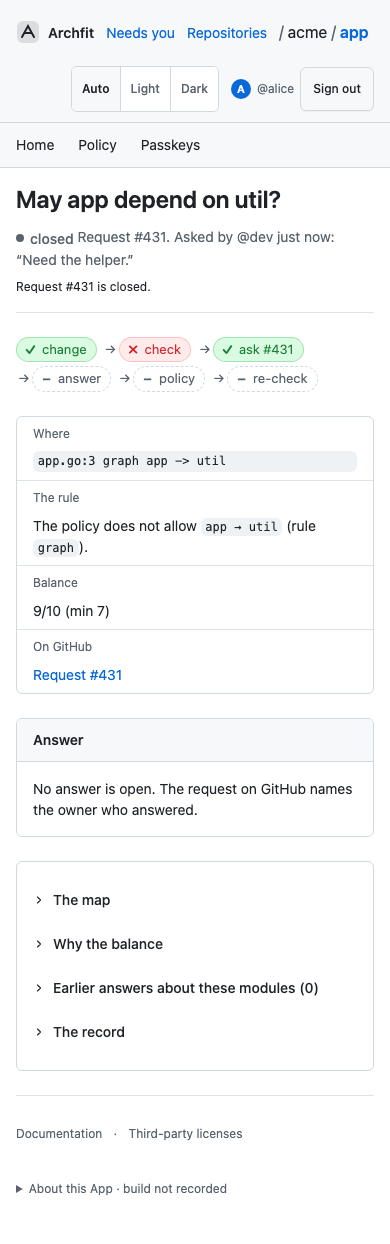 Archfit Needs you Repositories / acme / app
Auto Light Dark A @alice Sign out
Home Policy Passkeys
May app depend on util?
closed Request #431. Asked by @dev just now:
“Need the helper.”
Request #431 is closed.
change → check → ask #431
→ answer → policy → re-check
Where
app.go:3 graph app —> util
The rule
The policy does not allow app → util (rule
graph).
Balance
9/10 (min 7)
On GitHub
Request #431
Answer
No answer is open. The request on GitHub names
the owner who answered.
The map
Why the balance
Earlier answers about these modules (0)
The record
Documentation · Third-party licenses
About this App · build not recorded